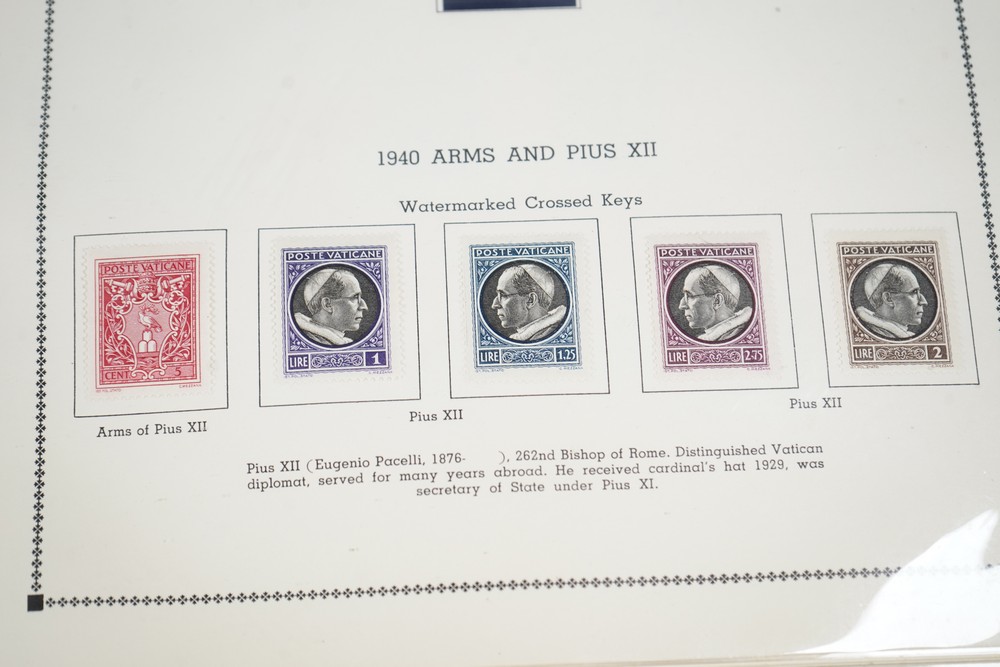 1940 ARMS AND PIUS XII
Watermarked Crossed Keys
POSTE VATICANE
CENT. 5
POSTE VATICANE
LIRE 1
POSTE VATICANE
LIRE 1.25
POSTE VATICANE
LIRE 2.75
POSTE VATICANE
LIRE 2
Arms of Pius XII
Pius XII
Pius XII
Pius XII (Eugenio Pacelli, 1876- ), 262nd Bishop of Rome. Distinguished Vatican
diplomat, served for many years abroad. He received cardinal's hat 1929, was
secretary of State under Pius XI.